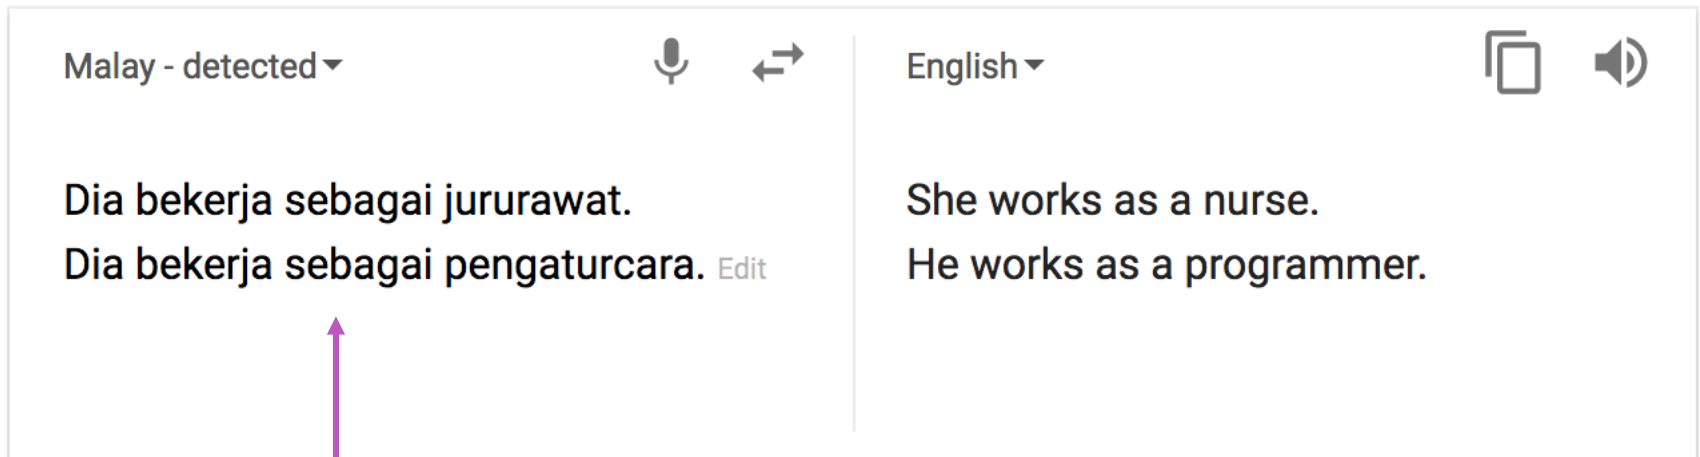 Malay - detected
English
Dia bekerja sebagai jururawat.
Dia bekerja sebagai pengaturcara. Edit
She works as a nurse.
He works as a programmer.